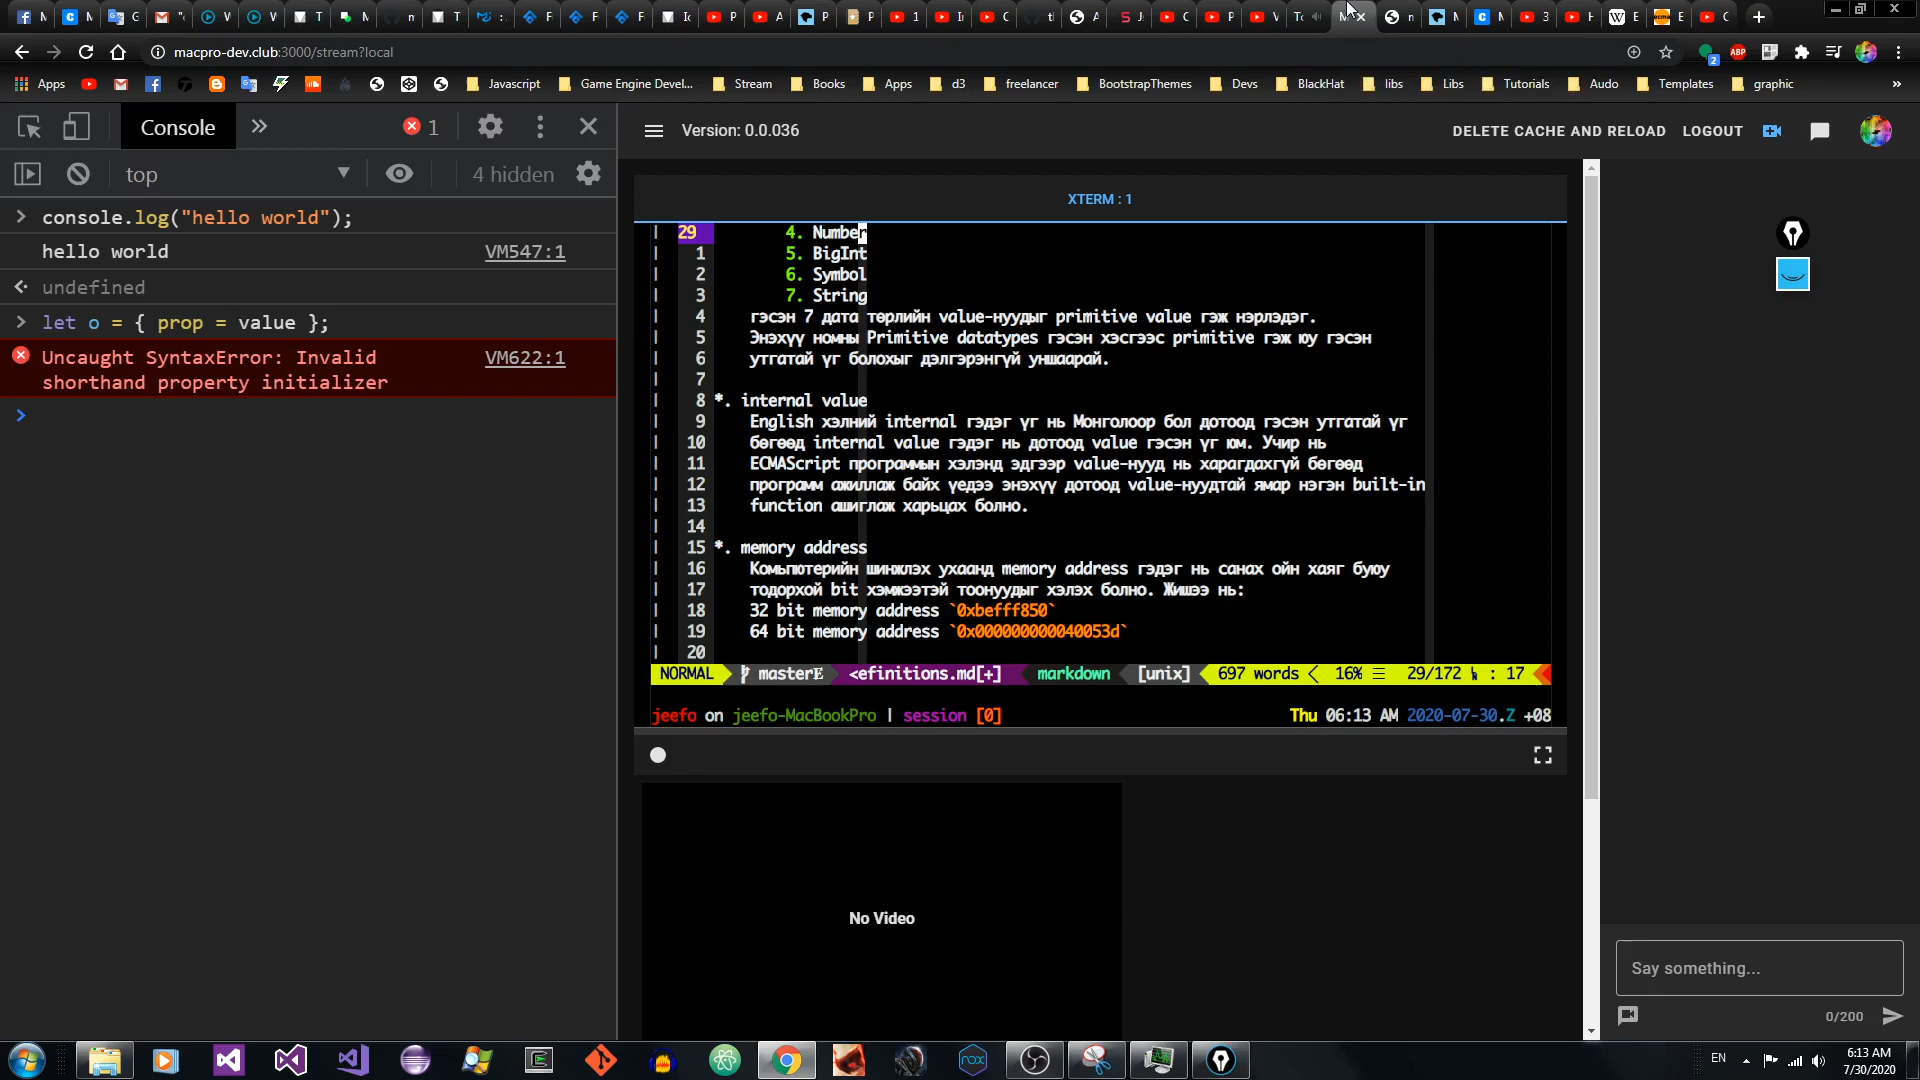 macpro-dev.club:3000/stream?local
Apps
Javascript
Game Engine Devel...
Stream
Books
Apps
d3
freelancer
BootstrapThemes
Devs
BlackHat
libs
Libs
Tutorials
Audo
Templates
graphic
»
Console
1
Version: 0.0.036
DELETE CACHE AND RELOAD
LOGOUT
top
4 hidden
console.log("hello world");
hello world
VM547:1
undefined
let o = { prop = value };
Uncaught SyntaxError: Invalid
VM622:1
shorthand property initializer
XTERM : 1
29 4. Number
1 5. BigInt
2 6. Symbol
3 7. String
4 гэсэн 7 дата төрлийн value-нуудыг primitive value гэж нэрлэдэг.
5 Энэхүү номны Primitive datatypes гэсэн хэсгээс primitive гэж юу гэсэн
6 утгатай үг болохыг дэлгэрэнгүй уншаарай.
7
8 *. internal value
9 English хэлний internal гэдэг үг нь Монголоор бол дотоод гэсэн утгатай үг
10 бөгөөд internal value гэдэг нь дотоод value гэсэн үг юм. Учир нь
11 ECMAScript программын хэлэнд эдгээр value-нууд нь харагдахгүй бөгөөд
12 программ ажиллаж байх үедээ энэхүү дотоод value-нуудтай ямар нэгэн built-in
13 function ашиглаж харьцах болно.
14
15 *. memory address
16 Компьютерийн шинжлэх ухаанд memory address гэдэг нь санах ойн хаяг буюу
17 тодорхой bit хэмжээтэй тоонуудыг хэлэх болно. Жишээ нь:
18 32 bit memory address `0xbefff850`
19 64 bit memory address `0x000000000040053d`
20
NORMAL master <efinitions.md[+] markdown [unix] 697 words 16% 29/172 : 17
jeefo on jeefo-MacBookPro | session [0]
Thu 06:13 AM 2020-07-30.Z +08
No Video
Say something...
0/200
EN
6:13 AM
7/30/2020